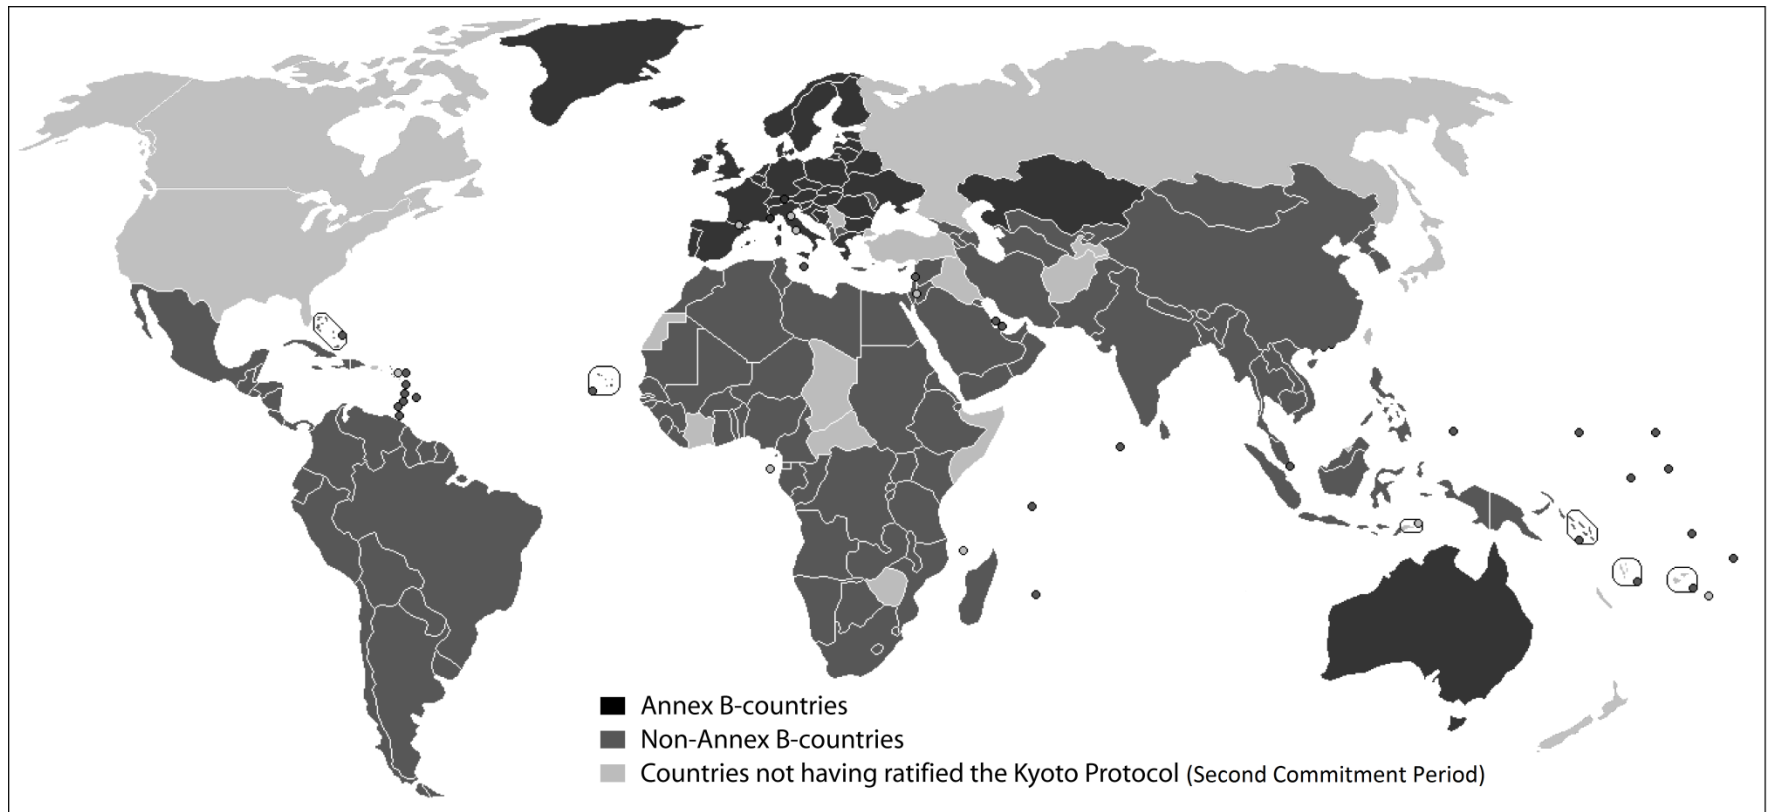 Annex B-countries
Non-Annex B-countries
Countries not having ratified the Kyoto Protocol (Second Commitment Period)